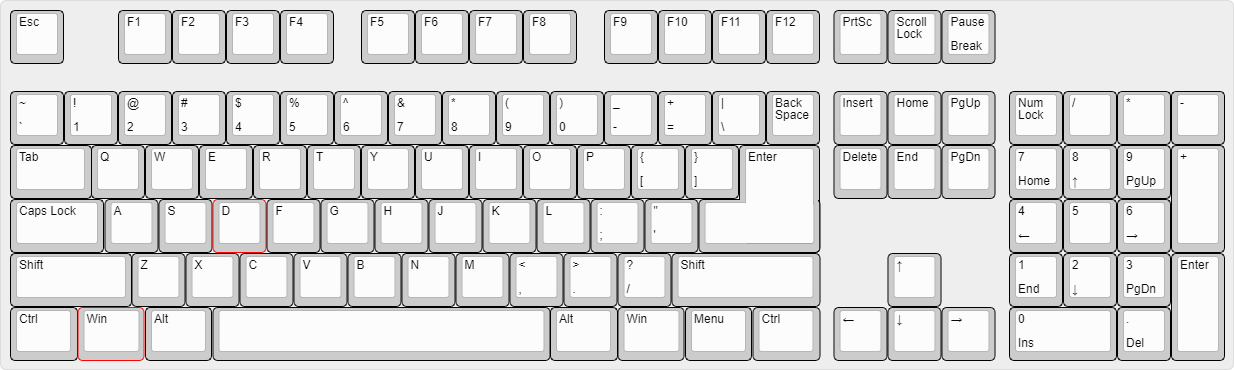 Esc F1 F2 F3 F4 F5 F6 F7 F8 F9 F10 F11 F12 PrtSc Scroll Pause
Lock
Break
~ ! @ # $ % ^ & * ( ) _ + | Back Insert Home PgUp Num / * -
Space Lock
` 1 2 3 4 5 6 7 8 9 0 - = \
Tab Q W E R T Y U I O P { } Enter Delete End PgDn 7 8 9 +
[ ] Home ↑ PgUp
Caps Lock A S D F G H J K L : " 4 5 6
; ' ← →
Shift Z X C V B N M < > ? Shift ↑ 1 2 3 Enter
, . / End ↓ PgDn
Ctrl Win Alt Alt Win Menu Ctrl ← ↓ → 0 .
Ins Del